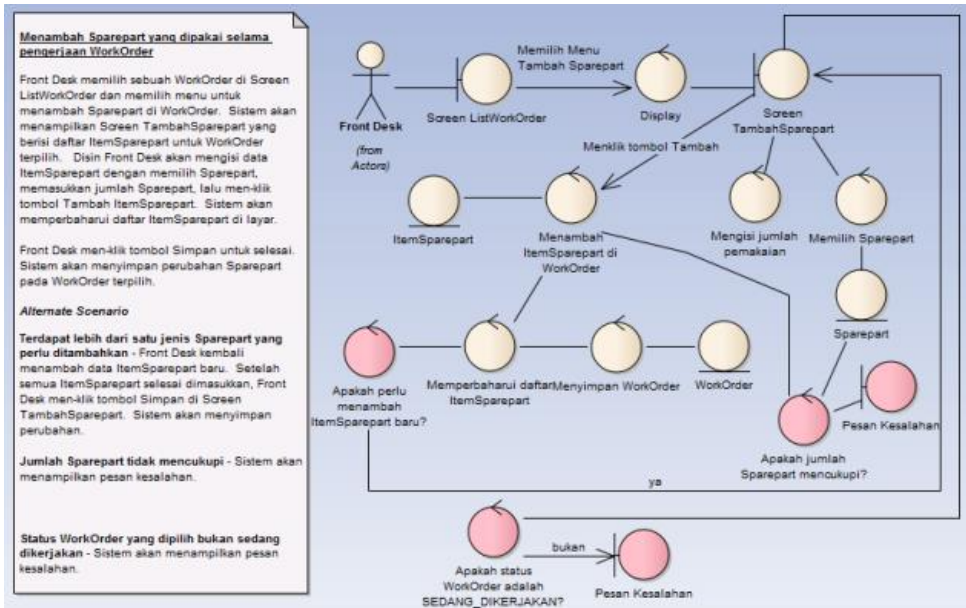 Menambah Sparepart yang dipakai selama
pengerjaan WorkOrder
Front Desk memilih sebuah WorkOrder di Screen
ListWorkOrder dan memilih menu untuk
menambah Sparepart di WorkOrder. Sistem akan
menampilkan Screen TambahSparepart yang
berisi daftar ItemSparepart untuk WorkOrder
terpilih. Disin Front Desk akan mengisi data
ItemSparepart dengan memilih Sparepart,
memasukkan jumlah Sparepart, lalu men-klik
tombol Tambah ItemSparepart. Sistem akan
memperbaharui daftar ItemSparepart di layar.
Front Desk men-klik tombol Simpan untuk selesai.
Sistem akan menyimpan perubahan Sparepart
pada WorkOrder terpilih.
Alternate Scenario
Terdapat lebih dari satu jenis Sparepart yang
perlu ditambahkan - Front Desk kembali
menambah data ItemSparepart baru. Setelah
semua ItemSparepart selesai dimasukkan, Front
Desk men-klik tombol Simpan di Screen
TambahSparepart. Sistem akan menyimpan
perubahan.
Jumlah Sparepart tidak mencukupi - Sistem akan
menampilkan pesan kesalahan.
Status WorkOrder yang dipilih bukan sedang
dikerjakan - Sistem akan menampilkan pesan
kesalahan.
Front Desk
(from
Actors)
Screen ListWorkOrder
Memilih Menu
Tambah Sparepart
Display
Screen
TambahSparepart
Menklik tombol Tambah
ItemSparepart
Menambah
ItemSparepart di
WorkOrder
Mengisi jumlah
pemakaian
Memilih Sparepart
Sparepart
Apakah perlu
menambah
ItemSparepart baru?
Memperbaharui daftar
ItemSparepart
Menyimpan WorkOrder
WorkOrder
Apakah jumlah
Sparepart mencukupi?
Pesan Kesalahan
ya
Apakah status
WorkOrder adalah
SEDANG_DIKERJAKAN?
bukan
Pesan Kesalahan